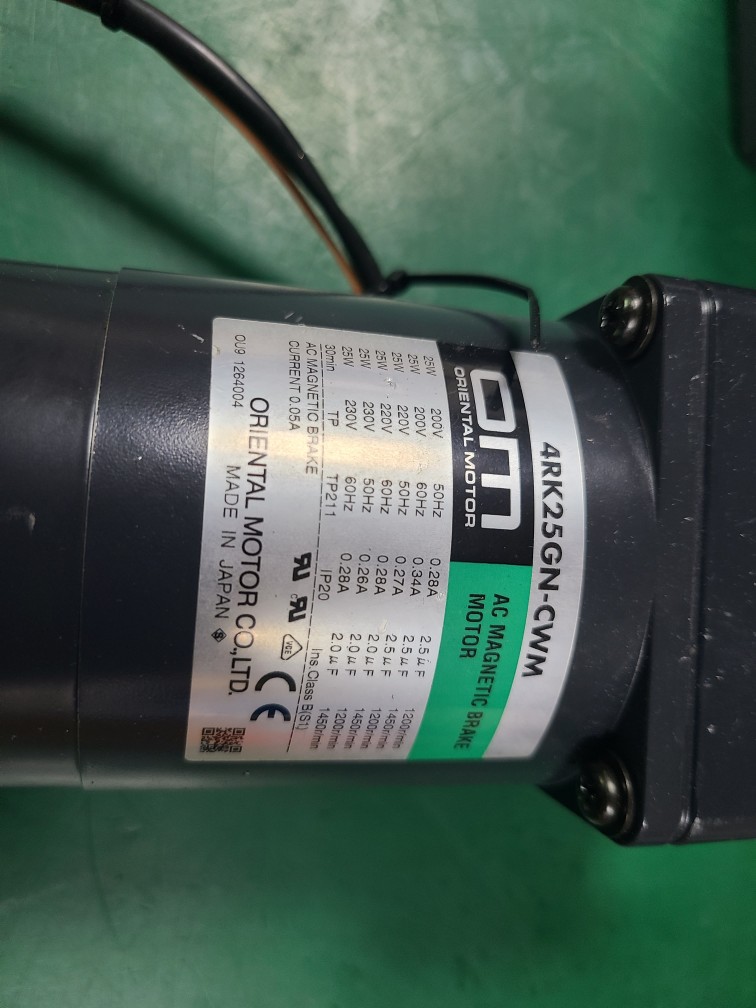 4RK25GN-CWM
om
ORIENTAL MOTOR
AC MAGNETIC BRAKE
MOTOR
25W 200V 50Hz 0.28A 2.5μF 1200r/min
25W 200V 60Hz 0.34A 2.5μF 1450r/min
25W 220V 50Hz 0.27A 2.5μF 1200r/min
25W 220V 60Hz 0.28A 2.0μF 1450r/min
25W 230V 50Hz 0.26A 2.0μF 1200r/min
25W 230V 60Hz 0.28A 2.0μF 1450r/min
30min TP TP211 IP20 Ins.Class B(S1)
AC MAGNETIC BRAKE
CURRENT 0.05A
VDE CE
ORIENTAL MOTOR CO.,LTD.
OU9 1264004 MADE IN JAPAN